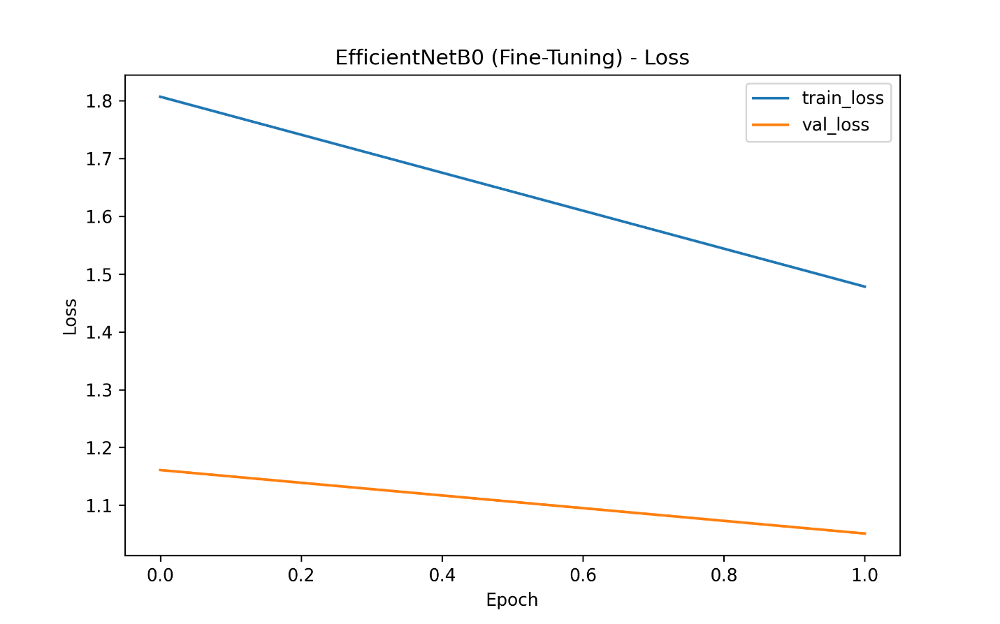 EfficientNetB0 (Fine-Tuning) - Loss
train_loss
val_loss
1.8
1.7
1.6
1.5
1.4
1.3
1.2
1.1
Loss
0.0 0.2 0.4 0.6 0.8 1.0
Epoch